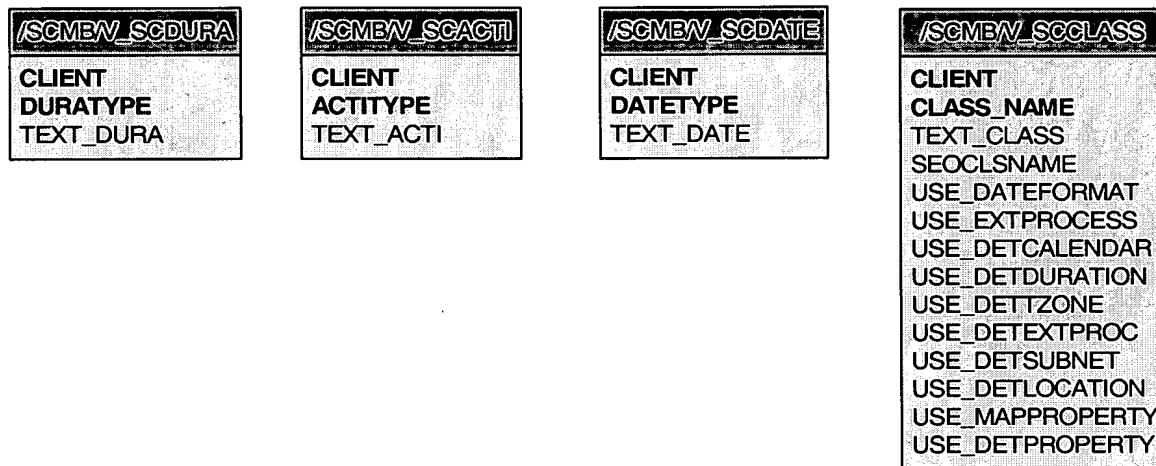 /SCMB/V_SCDURA
CLIENT
DURATYPE
TEXT_DURA
/SCMB/V_SCACTI
CLIENT
ACTITYPE
TEXT_ACTI
/SCMB/V_SCDATE
CLIENT
DATETYPE
TEXT_DATE
/SCMB/V_SCCLASS
CLIENT
CLASS_NAME
TEXT_CLASS
SEOCLSNAME
USE_DATEFORMAT
USE_EXTPROCESS
USE_DETCALENDAR
USE_DETDURATION
USE_DETTZONE
USE_DETEXTPROC
USE_DETSUBNET
USE_DETLOCATION
USE_MAPPROPERTY
USE_DETPROPERTY